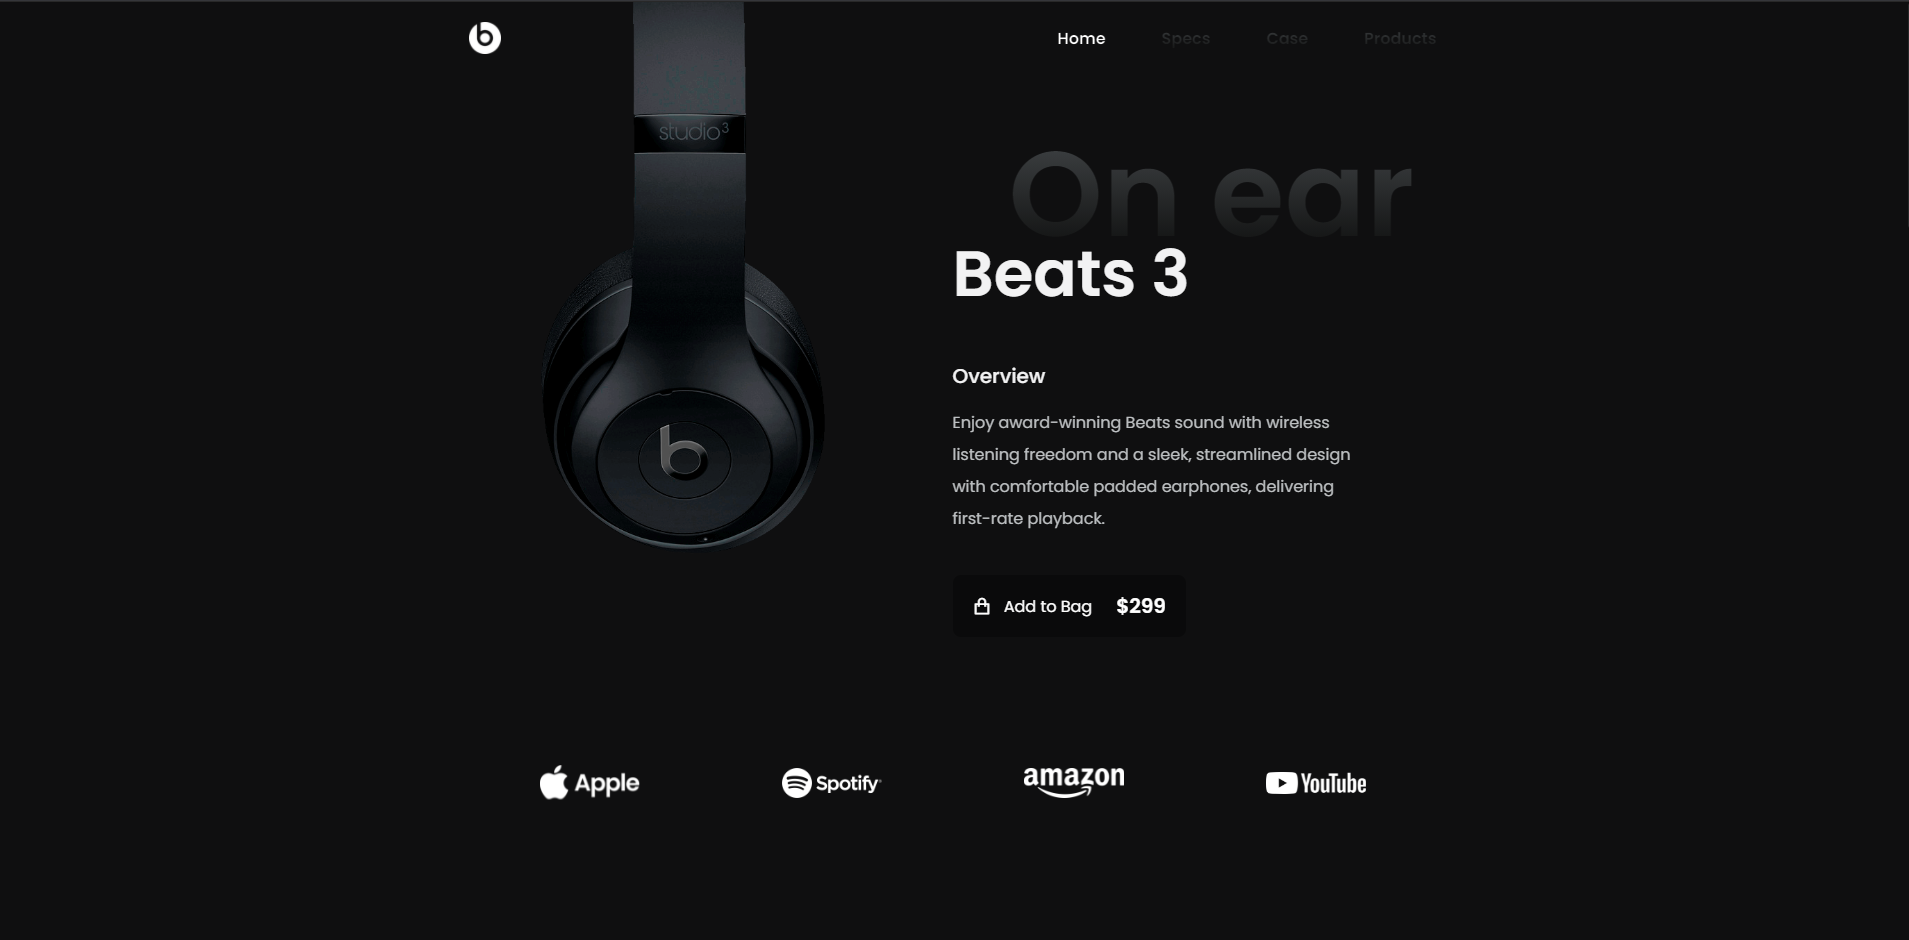 Home Specs Case Products
studio3
On ear
Beats 3
Overview
Enjoy award-winning Beats sound with wireless
listening freedom and a sleek, streamlined design
with comfortable padded earphones, delivering
first-rate playback.
Add to Bag $299
Apple Spotify amazon YouTube